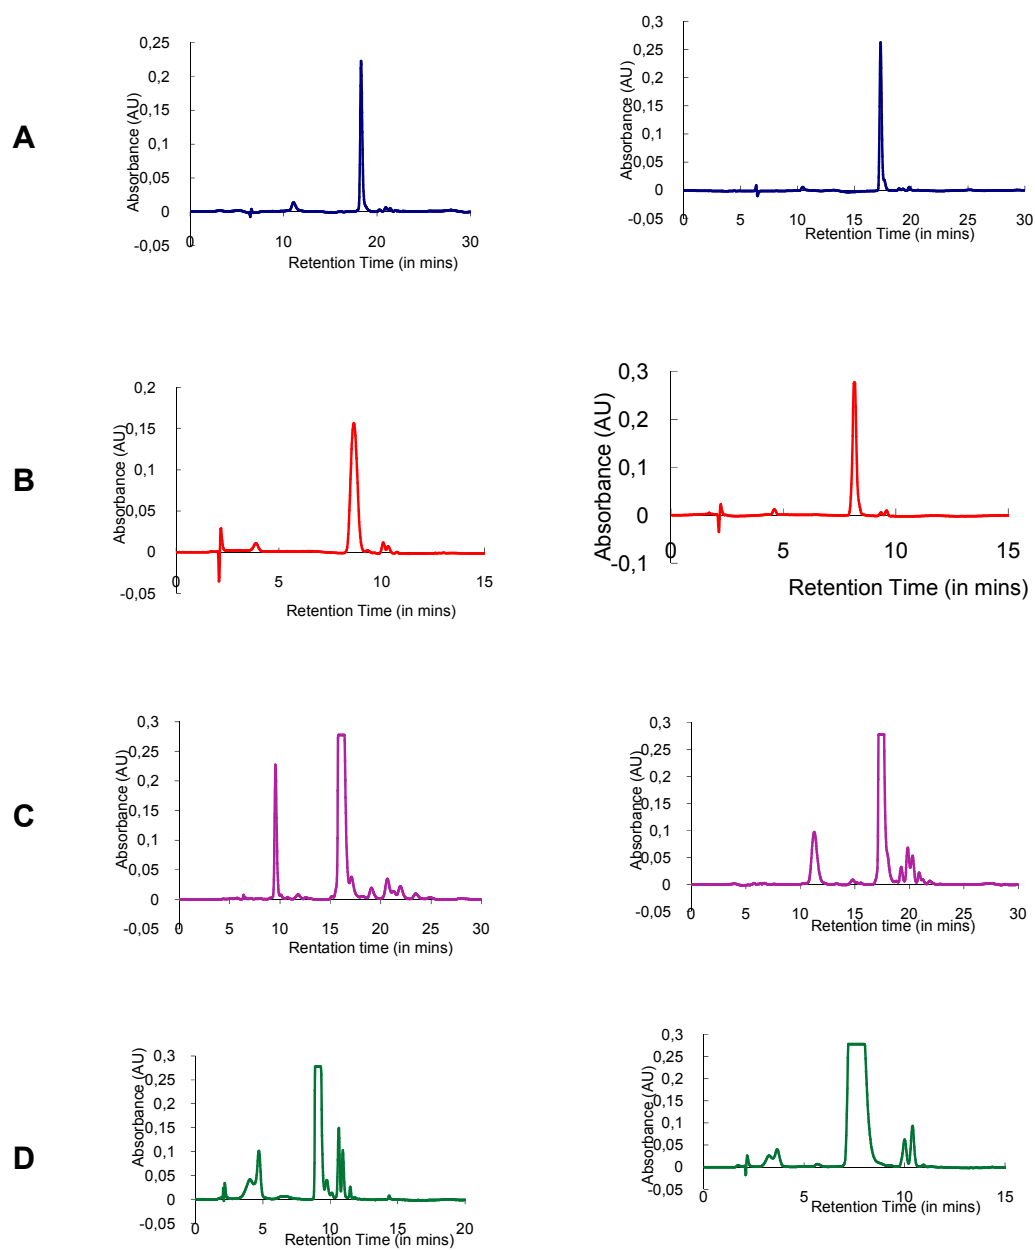 A
Absorbance (AU)
0,25
0,2
0,15
0,1
0,05
0
-0,05
0 10 20 30
Retention Time (in mins)
Absorbance (AU)
0,3
0,25
0,2
0,15
0,1
0,05
0
-0,05
0 5 10 15 20 25 30
Retention Time (in mins)
B
Absorbance (AU)
0,2
0,15
0,1
0,05
0
-0,05
0 5 10 15
Retention Time (in mins)
Absorbance (AU)
0,3
0,2
0,1
0
-0,1
0 5 10 15
Retention Time (in mins)
C
Absorbance (AU)
0,3
0,25
0,2
0,15
0,1
0,05
0
-0,05
0 5 10 15 20 25 30
Rentation time (in mins)
Absorbance (AU)
0,3
0,25
0,2
0,15
0,1
0,05
0
-0,05
0 5 10 15 20 25 30
Retention time (in mins)
D
Absorbance (AU)
0,3
0,25
0,2
0,15
0,1
0,05
0
-0,05
0 5 10 15 20
Retention Time (in mins)
Absorbance (AU)
0,3
0,25
0,2
0,15
0,1
0,05
0
-0,05
0 5 10 15
Retention Time (in mins)